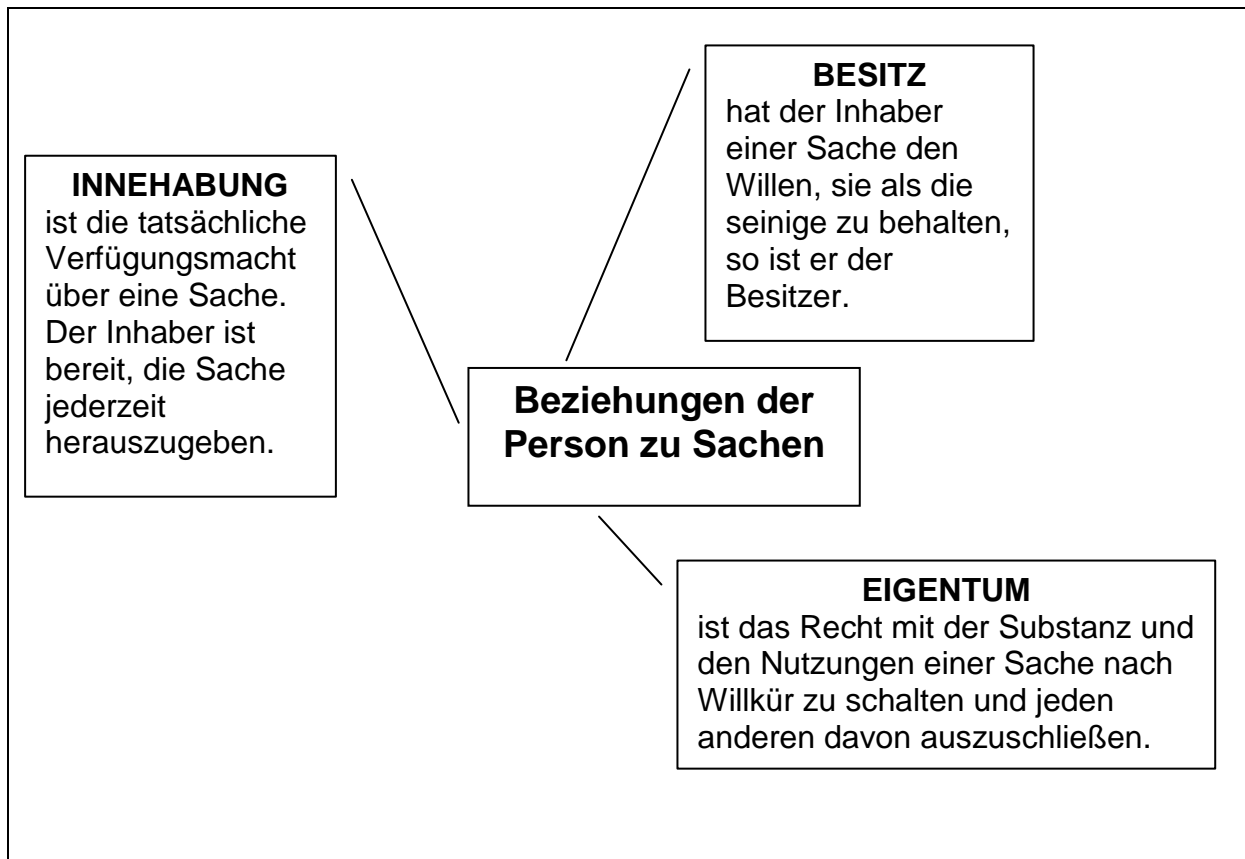 BESITZ
hat der Inhaber
einer Sache den
Willen, sie als die
seinige zu behalten,
so ist er der
Besitzer.
INNEHABUNG
ist die tatsächliche
Verfügungsmacht
über eine Sache.
Der Inhaber ist
bereit, die Sache
jederzeit
herauszugeben.
Beziehungen der
Person zu Sachen
EIGENTUM
ist das Recht mit der Substanz und
den Nutzungen einer Sache nach
Willkür zu schalten und jeden
anderen davon auszuschließen.